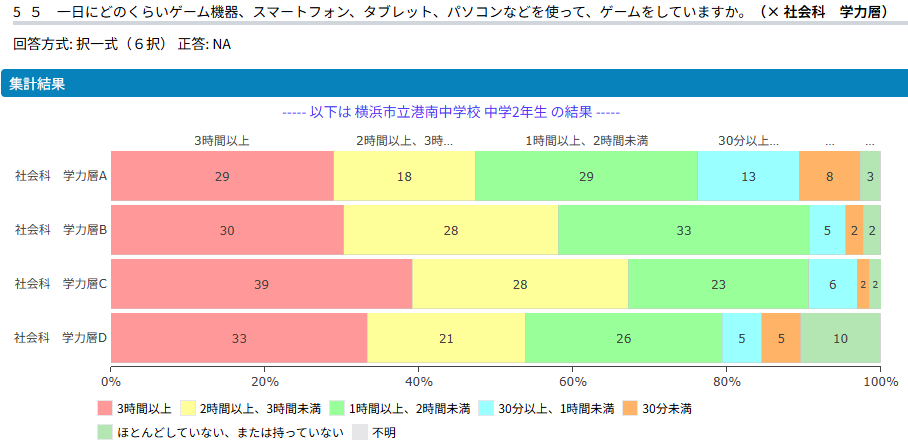 ５５　一日にどのくらいゲーム機器、スマートフォン、タブレット、パソコンなどを使って、ゲームをしていますか。（× 社会科　学力層）
回答方式: 択一式（６択） 正答: NA
集計結果
----- 以下は 横浜市立港南中学校 中学2年生 の結果 -----
3時間以上 2時間以上、3時... 1時間以上、2時間未満 30分以上... ... ...
社会科　学力層A 29 18 29 13 8 3
社会科　学力層B 30 28 33 5 2 2
社会科　学力層C 39 28 23 6 2 2
社会科　学力層D 33 21 26 5 5 10
0% 20% 40% 60% 80% 100%
3時間以上 2時間以上、3時間未満 1時間以上、2時間未満 30分以上、1時間未満 30分未満
ほとんどしていない、または持っていない 不明